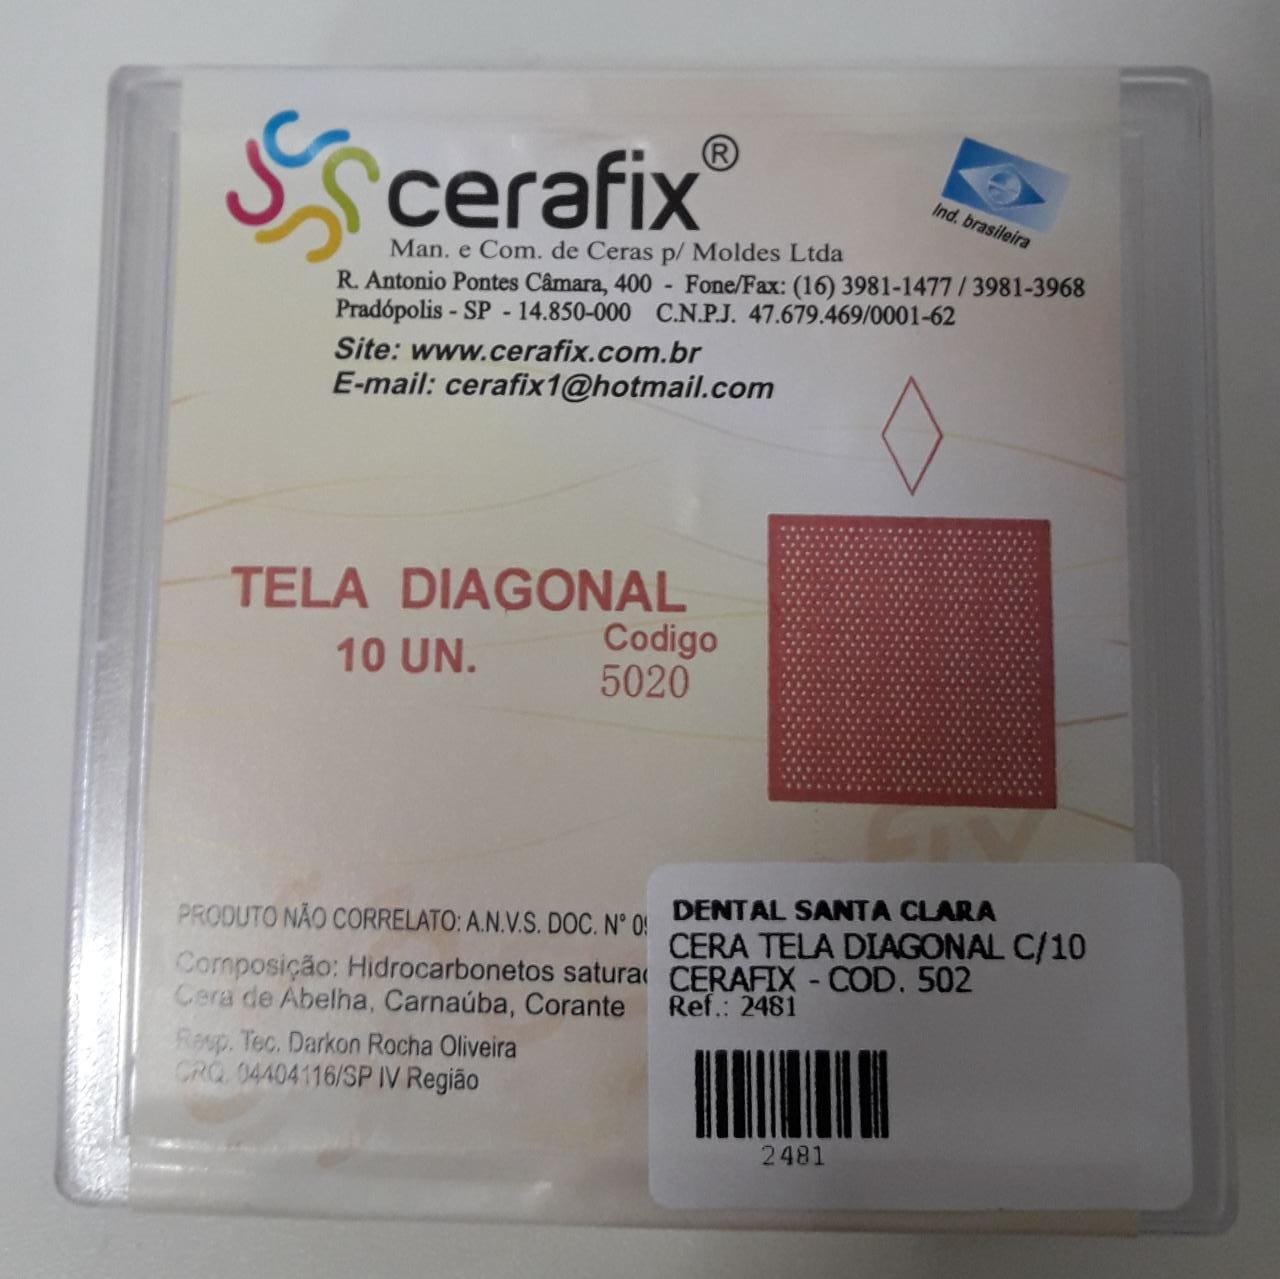 cerafix®
Man. e Com. de Ceras p/ Moldes Ltda
R. Antonio Pontes Câmara, 400 - Fone/Fax: (16) 3981-1477 / 3981-3968
Pradópolis - SP - 14.850-000 C.N.P.J. 47.679.469/0001-62
Site: www.cerafix.com.br
E-mail: cerafix1@hotmail.com
Ind. brasileira
TELA DIAGONAL
10 UN.
Codigo
5020
PRODUTO NÃO CORRELATO: A.N.V.S. DOC. N°
Composição: Hidrocarbonetos
Cera de Abelha, Carnaúba, Corante
Resp. Tec. Darkon Rocha Oliveira
CRQ. 04404116/SP IV Região
DENTAL SANTA CLARA
CERA TELA DIAGONAL C/10
CERAFIX - COD. 502
Ref.: 2481
2481